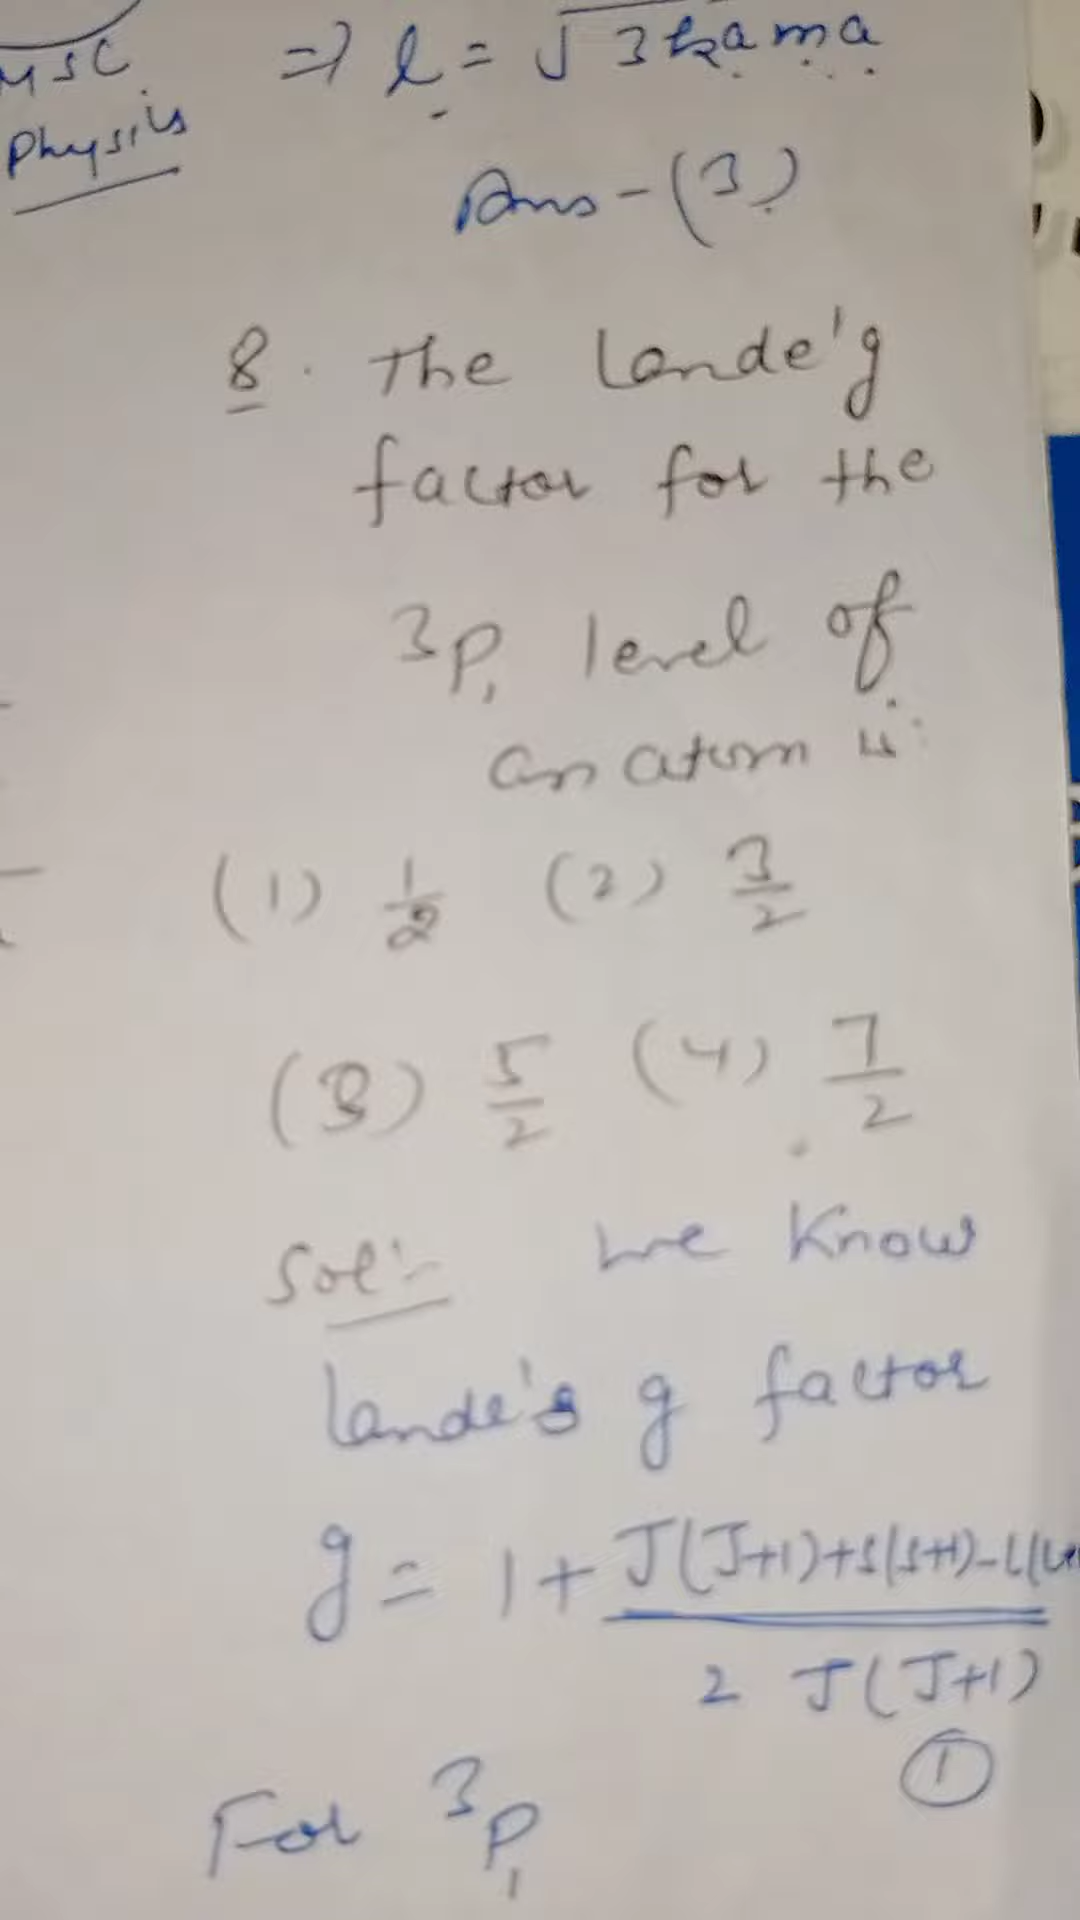 MSC
Physics
=> l = √3kama
Ans - (3)
8. The Lande'g
factor for the
3P1 level of
an atom is:
(1) 1/2 (2) 3/2
(3) 5/2 (4) 7/2
Sol:- we know
Lande's g factor
g = 1 + J(J+1)+S(S+1)-L(L+
2 J(J+1)
1
For 3P1